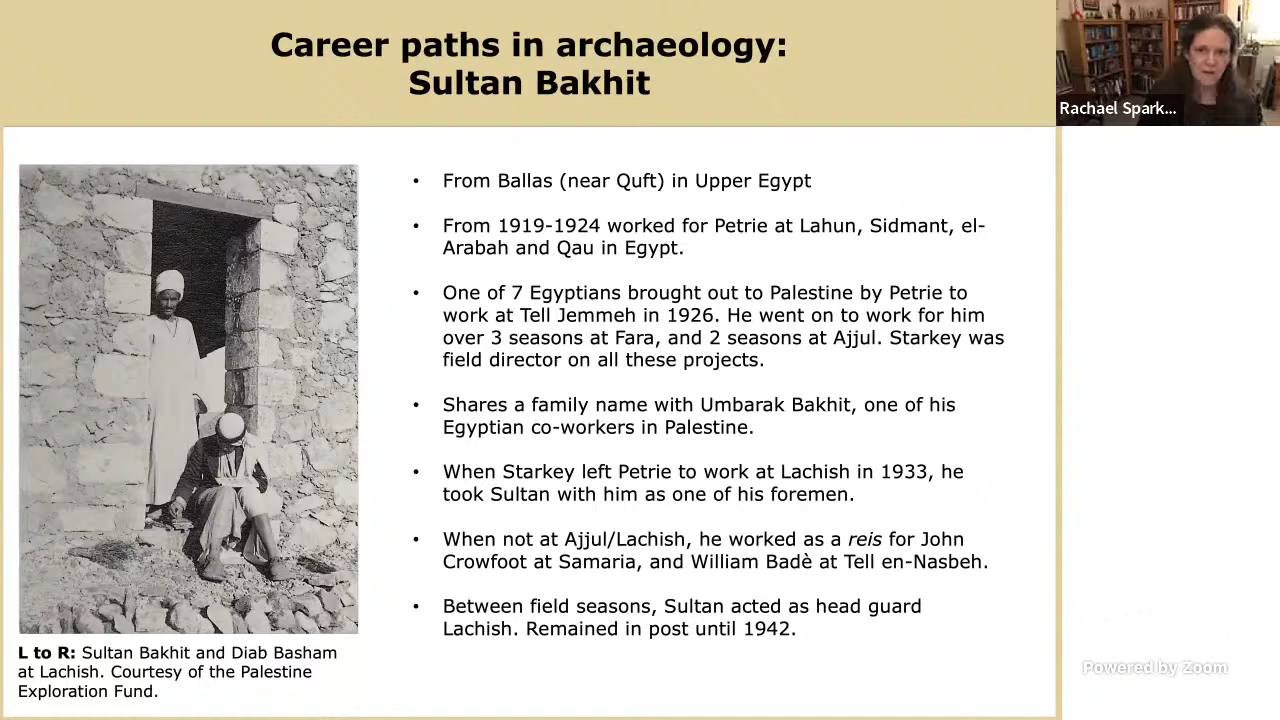 Career paths in archaeology:
Sultan Bakhit
Rachael Spark...
• From Ballas (near Quft) in Upper Egypt
• From 1919-1924 worked for Petrie at Lahun, Sidmant, el-
Arabah and Qau in Egypt.
• One of 7 Egyptians brought out to Palestine by Petrie to
work at Tell Jemmeh in 1926. He went on to work for him
over 3 seasons at Fara, and 2 seasons at Ajjul. Starkey was
field director on all these projects.
• Shares a family name with Umbarak Bakhit, one of his
Egyptian co-workers in Palestine.
• When Starkey left Petrie to work at Lachish in 1933, he
took Sultan with him as one of his foremen.
• When not at Ajjul/Lachish, he worked as a reis for John
Crowfoot at Samaria, and William Badè at Tell en-Nasbeh.
• Between field seasons, Sultan acted as head guard
Lachish. Remained in post until 1942.
L to R: Sultan Bakhit and Diab Basham
at Lachish. Courtesy of the Palestine
Exploration Fund.
Powered by Zoom